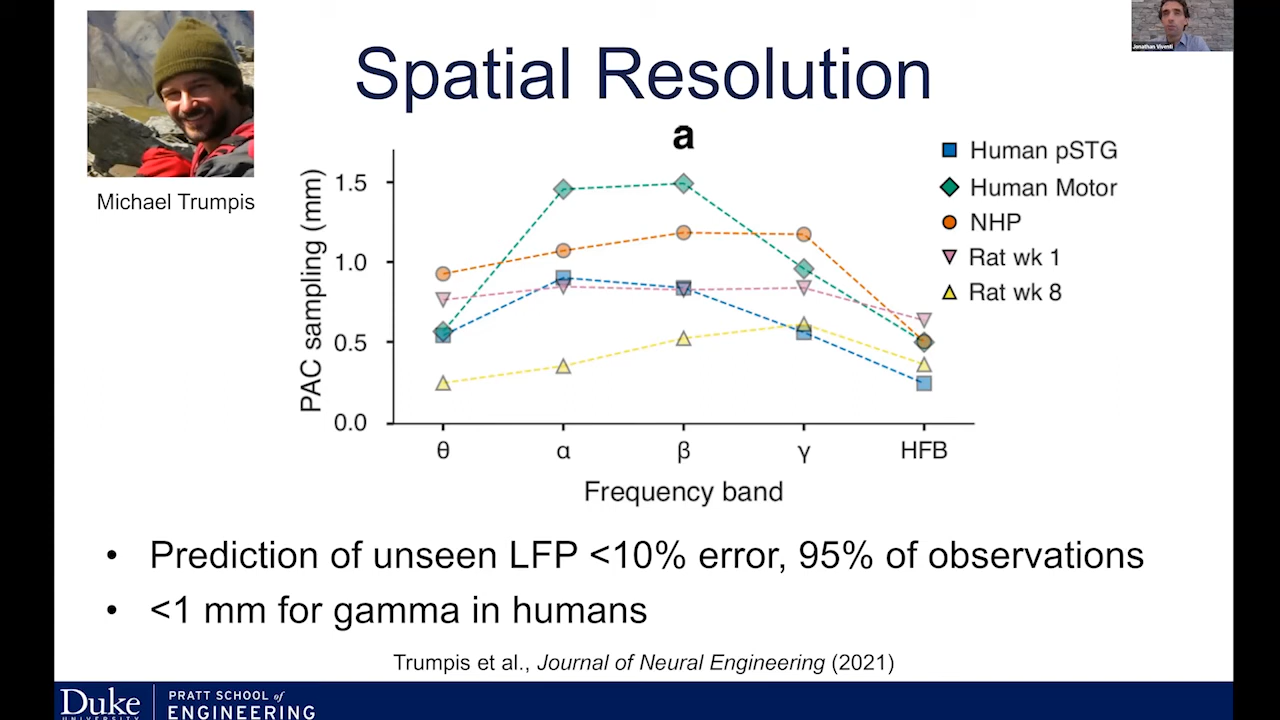 Jonathan Viventi
Spatial Resolution
Michael Trumpis
a
PAC sampling (mm)
1.5
1.0
0.5
0.0
θ
α
β
γ
HFB
Frequency band
Human pSTG
Human Motor
NHP
Rat wk 1
Rat wk 8
• Prediction of unseen LFP <10% error, 95% of observations
• <1 mm for gamma in humans
Trumpis et al., Journal of Neural Engineering (2021)
Duke
UNIVERSITY
PRATT SCHOOL of
ENGINEERING